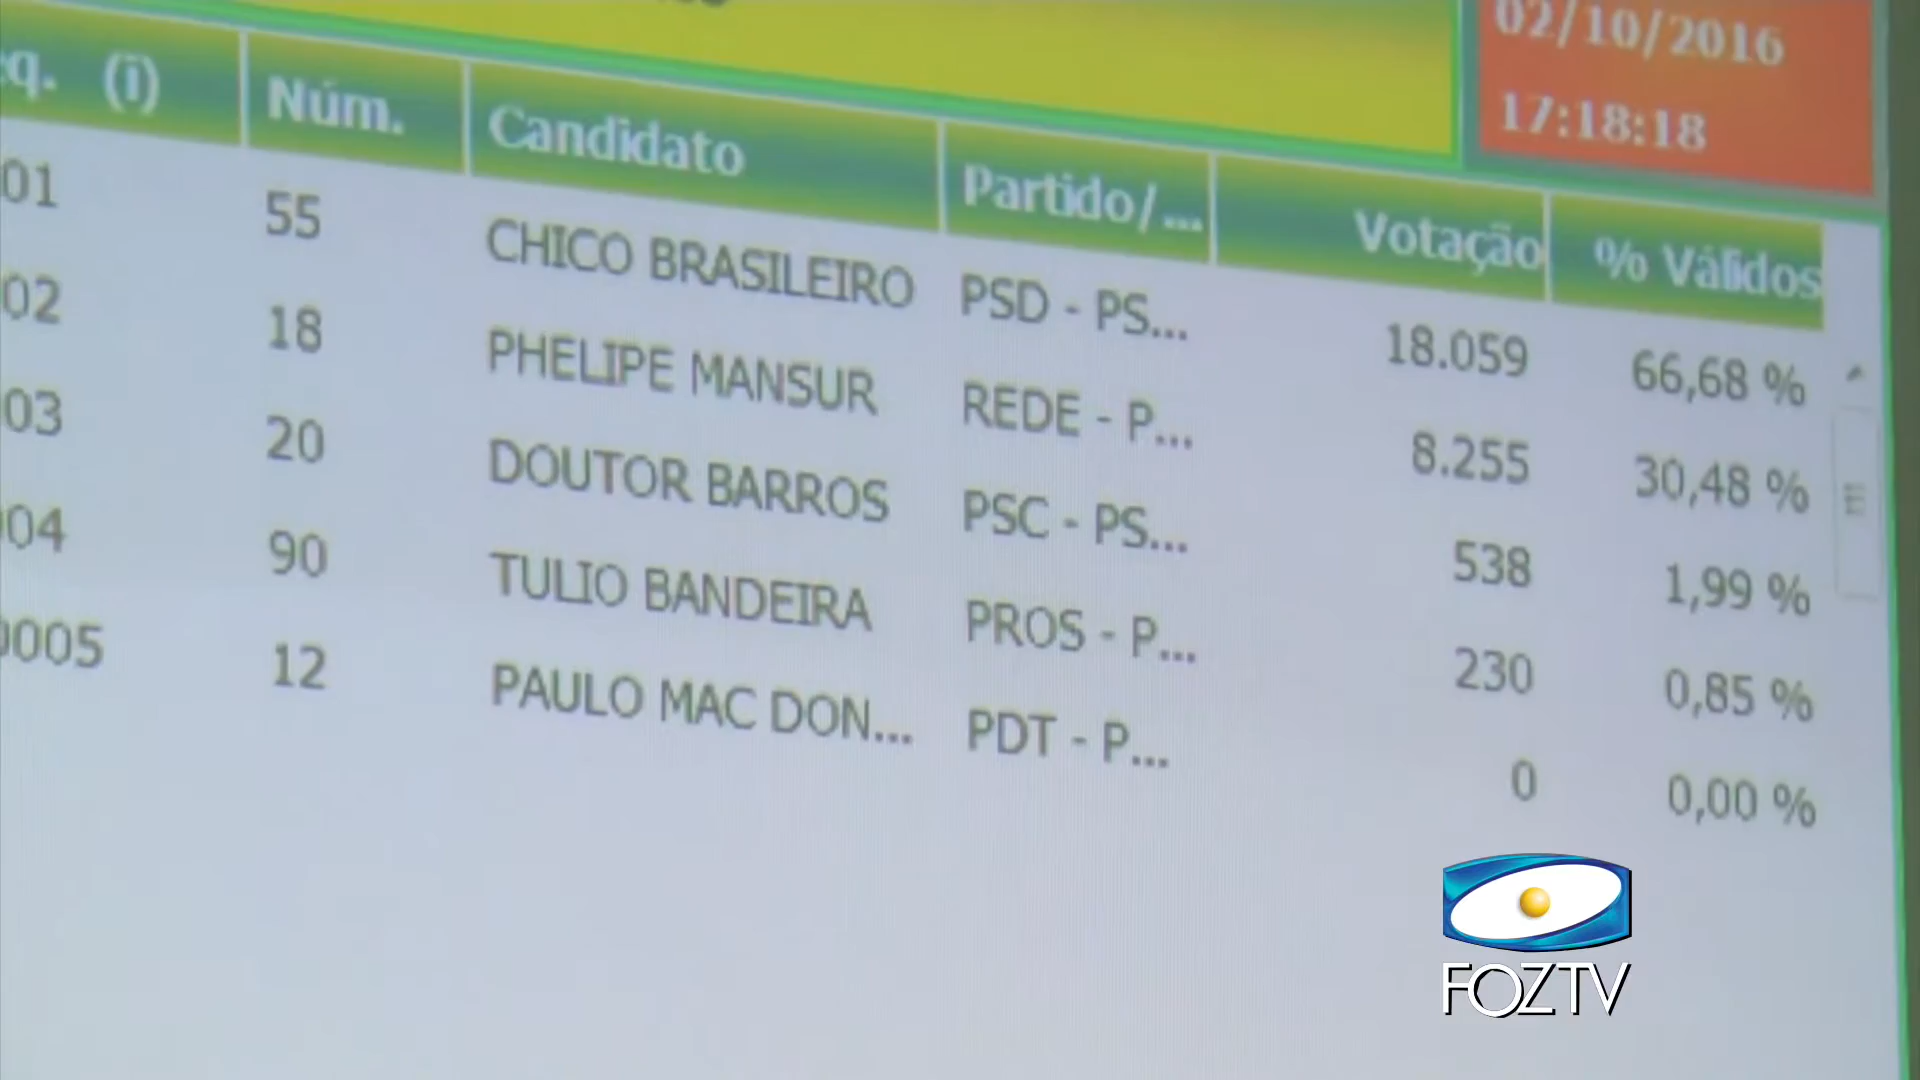 02/10/2016
17:18:18
eq. (i) Núm. Candidato Partido/... Votação % Válidos
01 55 CHICO BRASILEIRO PSD - PS... 18.059 66,68 %
02 18 PHELIPE MANSUR REDE - P... 8.255 30,48 %
03 20 DOUTOR BARROS PSC - PS... 538 1,99 %
004 90 TULIO BANDEIRA PROS - P... 230 0,85 %
0005 12 PAULO MAC DON... PDT - P... 0 0,00 %
FOZTV